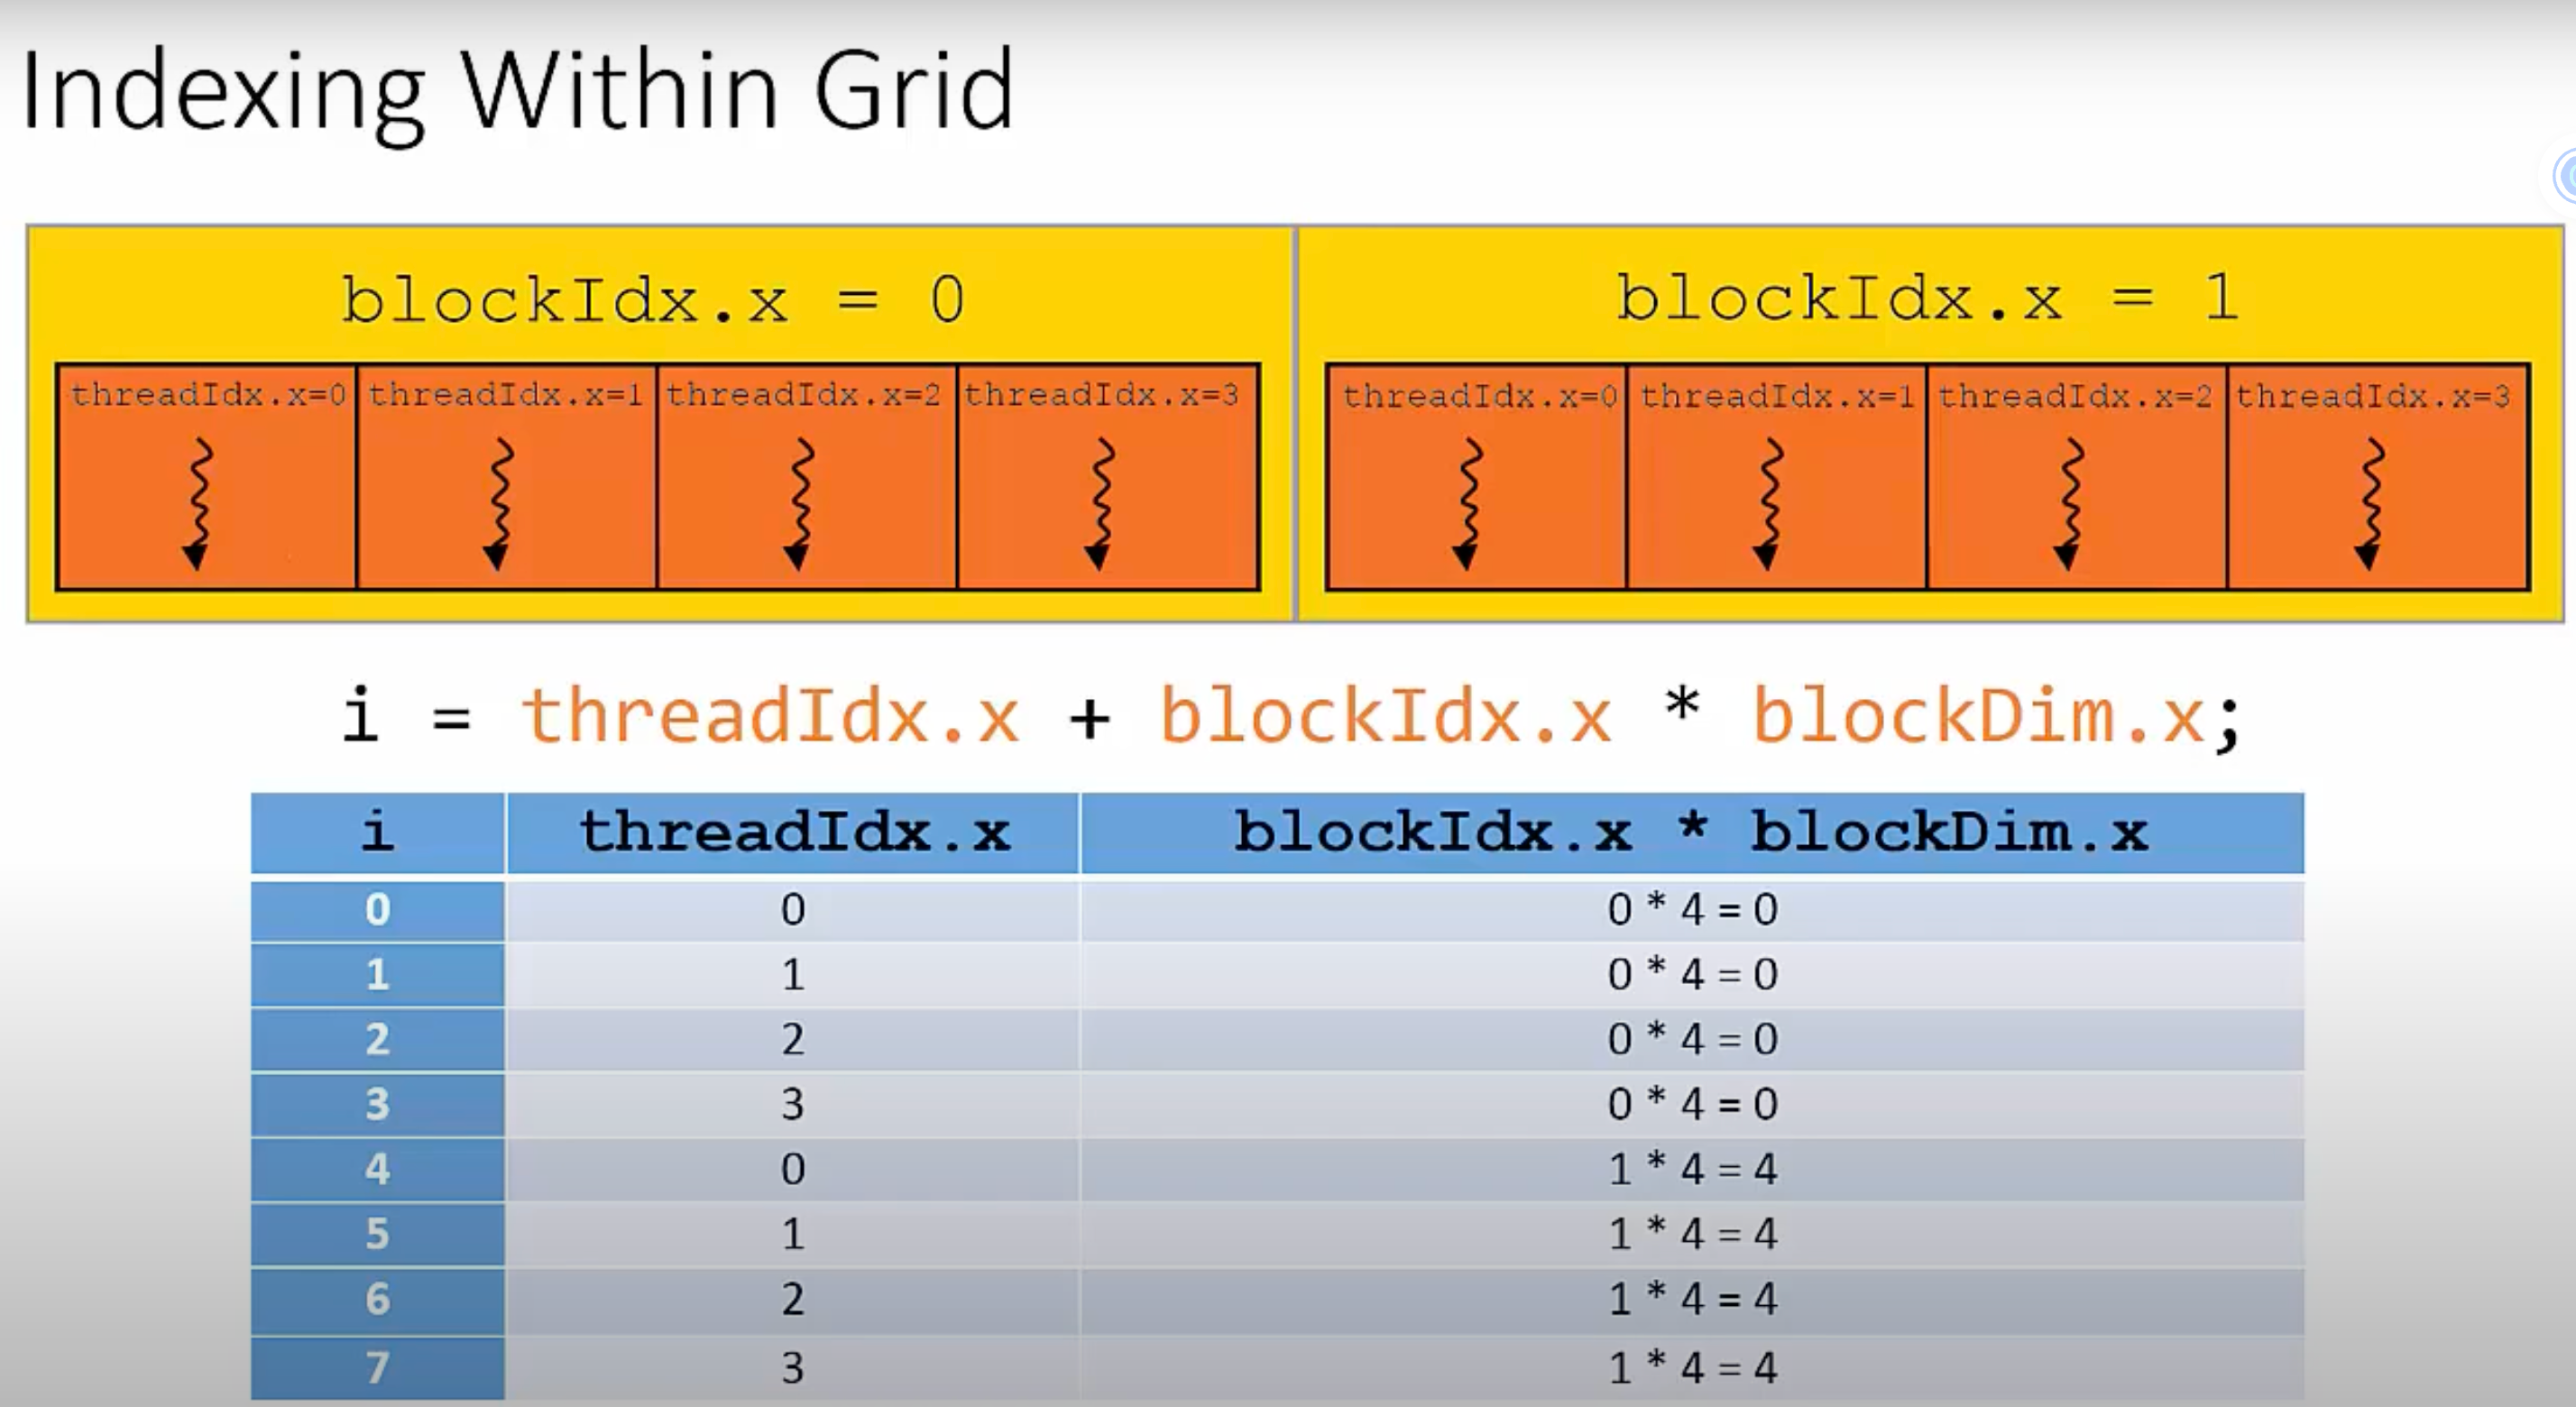 Indexing Within Grid
blockIdx.x = 0
blockIdx.x = 1
threadIdx.x=0 threadIdx.x=1 threadIdx.x=2 threadIdx.x=3
threadIdx.x=0 threadIdx.x=1 threadIdx.x=2 threadIdx.x=3
i = threadIdx.x + blockIdx.x * blockDim.x;
i threadIdx.x blockIdx.x * blockDim.x
0 0 0 * 4 = 0
1 1 0 * 4 = 0
2 2 0 * 4 = 0
3 3 0 * 4 = 0
4 0 1 * 4 = 4
5 1 1 * 4 = 4
6 2 1 * 4 = 4
7 3 1 * 4 = 4